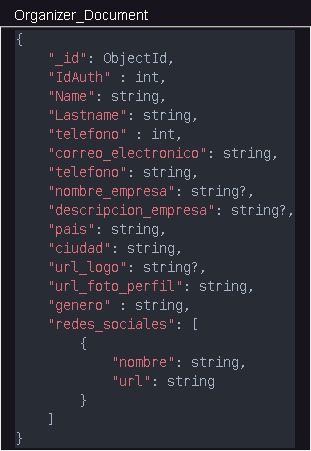 Organizer_Document
{
"_id": ObjectId,
"IdAuth" : int,
"Name": string,
"Lastname": string,
"telefono" : int,
"correo_electronico": string,
"telefono": string,
"nombre_empresa": string?,
"descripcion_empresa": string?,
"pais": string,
"ciudad": string,
"url_logo": string?,
"url_foto_perfil": string,
"genero" : string,
"redes_sociales": [
{
"nombre": string,
"url": string
}
]
}